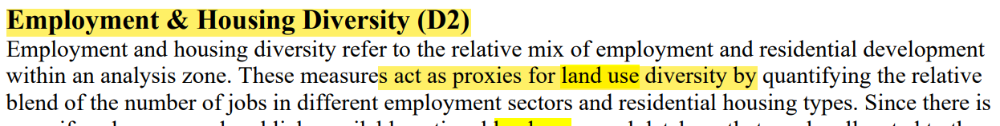 Employment & Housing Diversity (D2)
Employment and housing diversity refer to the relative mix of employment and residential development
within an analysis zone. These measures act as proxies for land use diversity by quantifying the relative
blend of the number of jobs in different employment sectors and residential housing types. Since there is